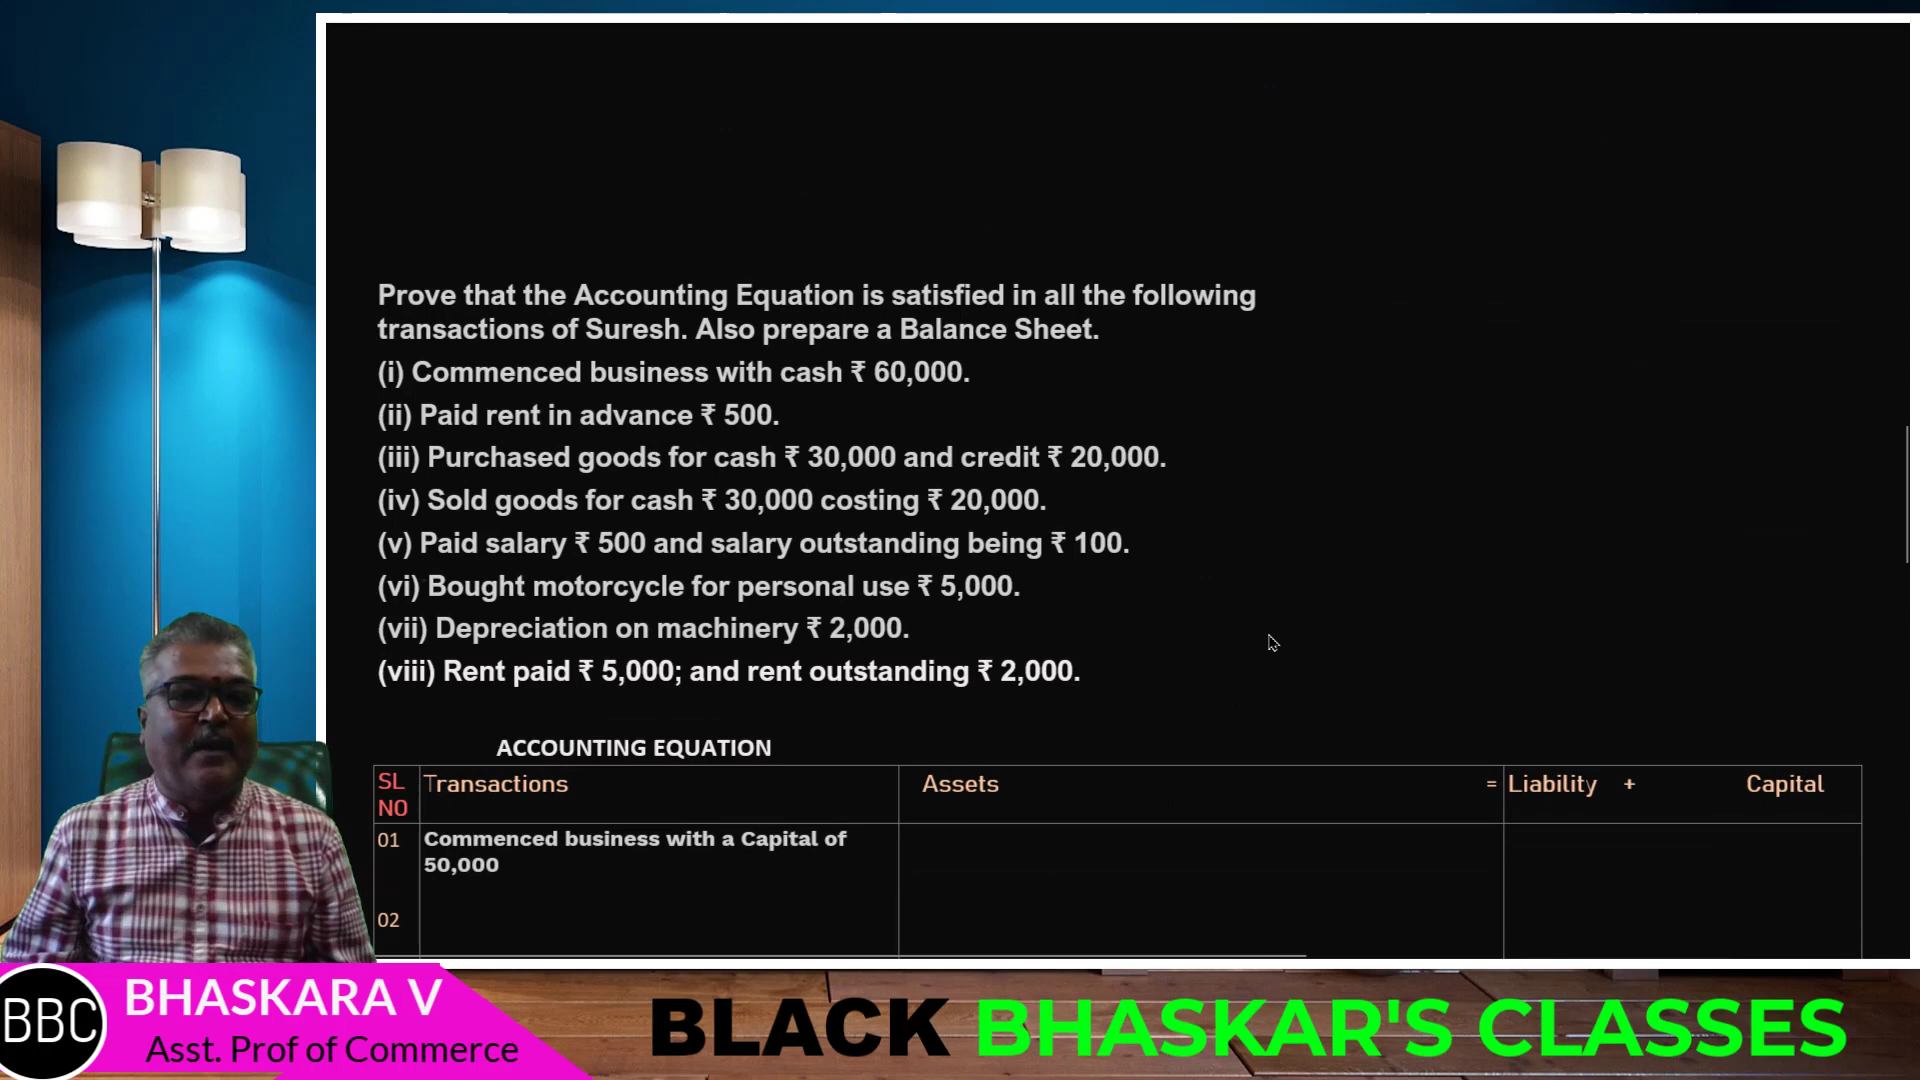 Prove that the Accounting Equation is satisfied in all the following
transactions of Suresh. Also prepare a Balance Sheet.
(i) Commenced business with cash ₹ 60,000.
(ii) Paid rent in advance ₹ 500.
(iii) Purchased goods for cash ₹ 30,000 and credit ₹ 20,000.
(iv) Sold goods for cash ₹ 30,000 costing ₹ 20,000.
(v) Paid salary ₹ 500 and salary outstanding being ₹ 100.
(vi) Bought motorcycle for personal use ₹ 5,000.
(vii) Depreciation on machinery ₹ 2,000.
(viii) Rent paid ₹ 5,000; and rent outstanding ₹ 2,000.
ACCOUNTING EQUATION
SL NO Transactions Assets = Liability + Capital
01 Commenced business with a Capital of
50,000
02
BBC
BHASKARA V
Asst. Prof of Commerce
BLACK BHASKAR'S CLASSES